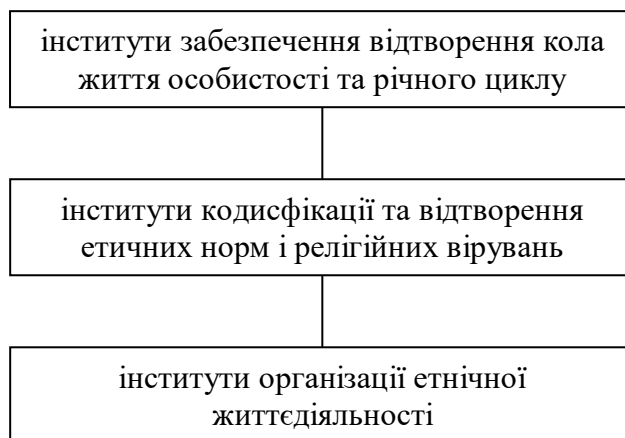 інститути забезпечення відтворення кола
життя особистості та річного циклу
інститути кодисфікації та відтворення
етичних норм і релігійних вірувань
інститути організації етнічної
життєдіяльності